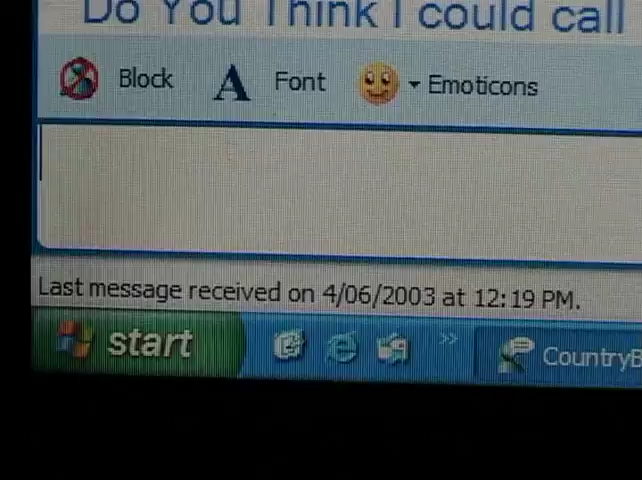 Do You Think I could call
Block Font Emoticons
Last message received on 4/06/2003 at 12:19 PM.
start